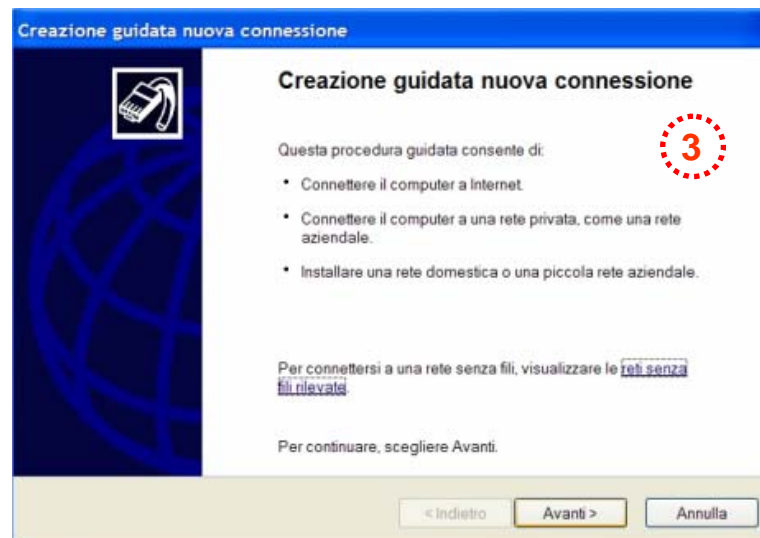 Creazione guidata nuova connessione
Creazione guidata nuova connessione
3
Questa procedura guidata consente di:
• Connettere il computer a Internet.
• Connettere il computer a una rete privata, come una rete
aziendale.
• Installare una rete domestica o una piccola rete aziendale.
Per connettersi a una rete senza fili, visualizzare le reti senza
fili rilevate.
Per continuare, scegliere Avanti.
< Indietro
Avanti >
Annulla